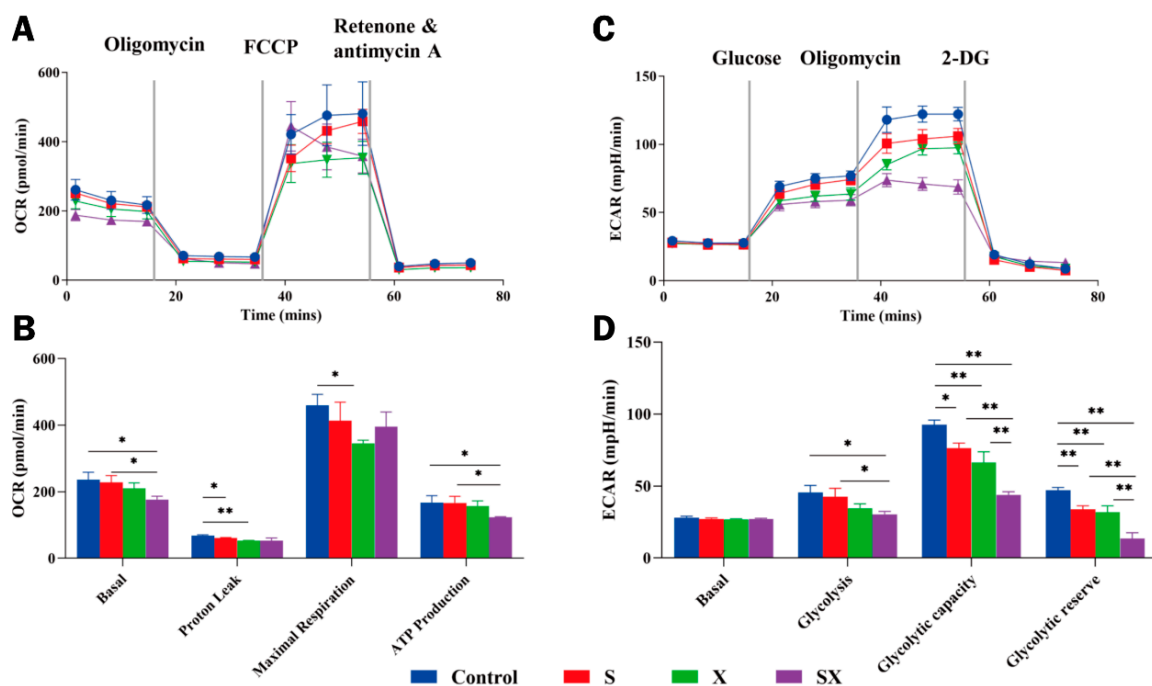 A
Oligomycin
FCCP
Retenone &
antimycin A
600
400
200
0
OCR (pmol/min)
0 20 40 60 80
Time (mins)
C
Glucose Oligomycin 2-DG
150
100
50
0
ECAR (mpH/min)
0 20 40 60 80
Time (mins)
B
600
400
200
0
OCR (pmol/min)
* * * ** * * *
Basal
Proton Leak
Maximal Respiration
ATP Production
D
150
100
50
0
ECAR (mpH/min)
* * ** ** * ** ** ** ** ** ** **
Basal
Glycolysis
Glycolytic capacity
Glycolytic reserve
Control S X SX